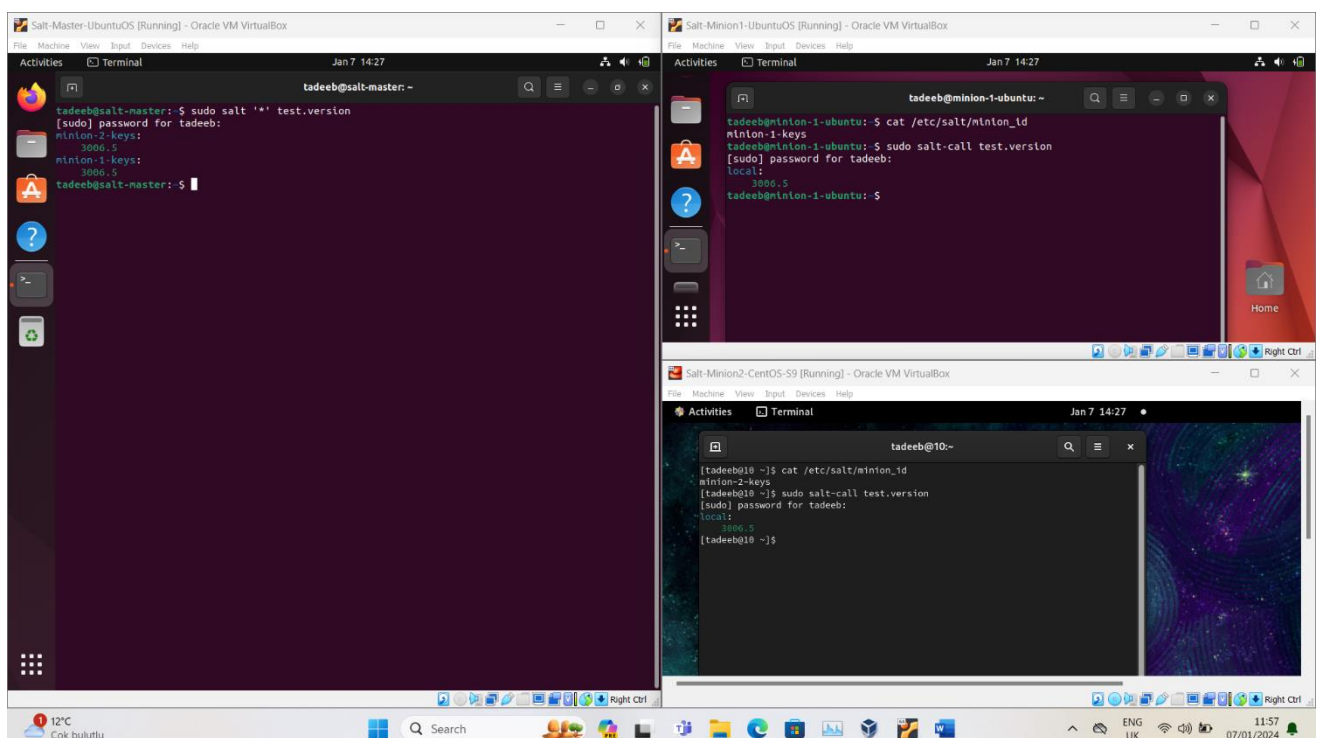 Salt-Master-UbuntuOS [Running] - Oracle VM VirtualBox
File Machine View Input Devices Help
Activities Terminal Jan 7 14:27
tadeeb@salt-master: ~
tadeeb@salt-master:~$ sudo salt '*' test.version
[sudo] password for tadeeb:
minion-2-keys:
3006.5
minion-1-keys:
3006.5
tadeeb@salt-master:~$
Right Ctrl
Salt-Minion1-UbuntuOS [Running] - Oracle VM VirtualBox
File Machine View Input Devices Help
Activities Terminal Jan 7 14:27
tadeeb@minion-1-ubuntu: ~
tadeeb@minion-1-ubuntu:~$ cat /etc/salt/minion_id
minion-1-keys
tadeeb@minion-1-ubuntu:~$ sudo salt-call test.version
[sudo] password for tadeeb:
local:
3006.5
tadeeb@minion-1-ubuntu:~$
Home
Right Ctrl
Salt-Minion2-CentOS-S9 [Running] - Oracle VM VirtualBox
File Machine View Input Devices Help
Activities Terminal Jan 7 14:27
tadeeb@10:~
[tadeeb@10 ~]$ cat /etc/salt/minion_id
minion-2-keys
[tadeeb@10 ~]$ sudo salt-call test.version
[sudo] password for tadeeb:
local:
3006.5
[tadeeb@10 ~]$
Right Ctrl
1
12°C
Çok bulutlu
Search
PRE
ENG
UK
11:57
07/01/2024